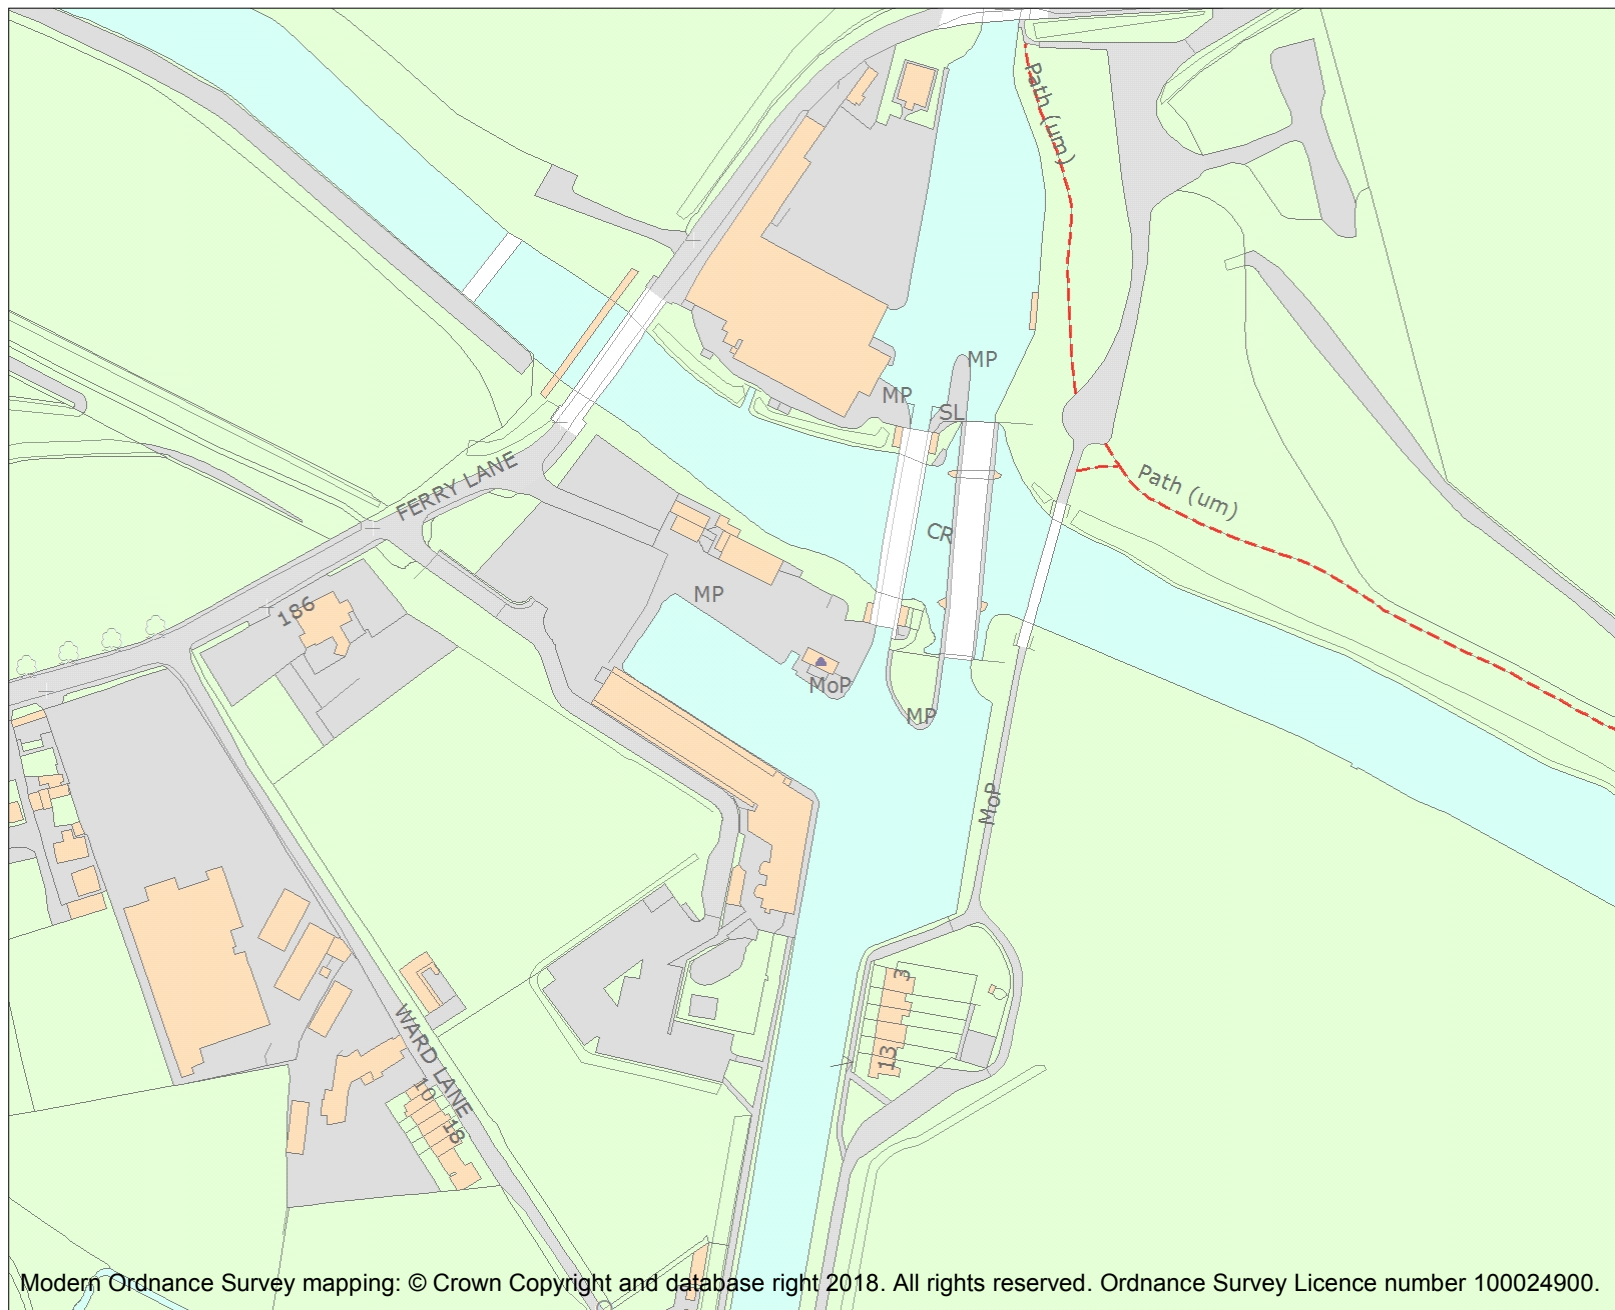 Path (um)
MP
MP
SL
FERRY LANE
Path (um)
CR
MP
186
MoP
MP
MoP
3
13
WARD LANE
10
18
Modern Ordnance Survey mapping: © Crown Copyright and database right 2018. All rights reserved. Ordnance Survey Licence number 100024900.